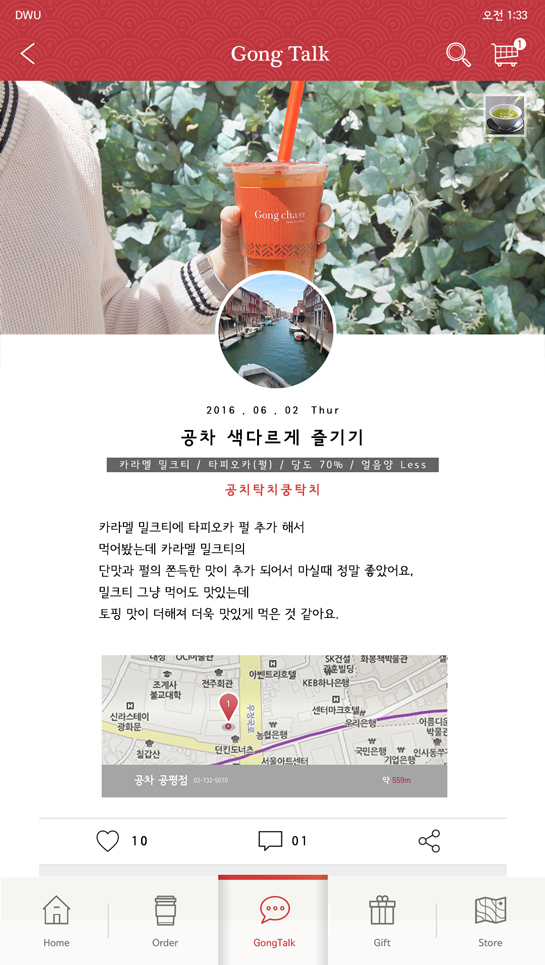 DWU
오전 1:33
Gong Talk
1
Gong cha
2016 . 06 . 02 Thur
공차 색다르게 즐기기
카라멜 밀크티 / 타피오카(펄) / 당도 70% / 얼음양 Less
공치탁치쿵탁치
카라멜 밀크티에 타피오카 펄 추가 해서
먹어봤는데 카라멜 밀크티의
단맛과 펄의 쫀득한 맛이 추가 되어서 마실때 정말 좋았어요,
밀크티 그냥 먹어도 맛있는데
토핑 맛이 더해져 더욱 맛있게 먹은 것 같아요.
OCI미술관
SK건설
관훈빌딩
화봉책박물관
조계사
불교대학
전주회관
아벤트리호텔
KEB하나은행
1
신라스테이
광화문
우정국로
센터마크호텔
우리은행
아름다운
박물관
농협은행
칠갑산
던킨도너츠
국민은행
인사동쭈
서울아트센터
기업은행
공차 공평점 02-732-5010
약 559m
10
01
Home
Order
GongTalk
Gift
Store